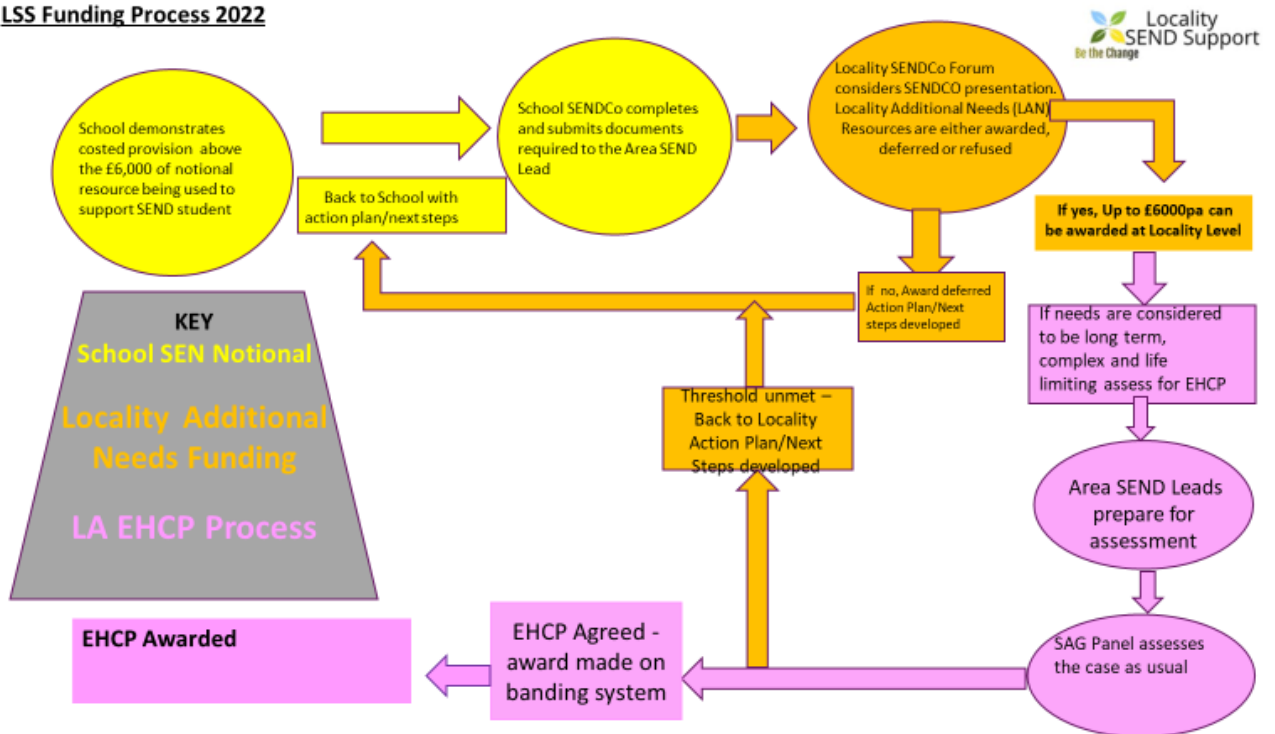 LSS Funding Process 2022
Locality
SEND Support
Be the Change
School demonstrates
costed provision above
the £6,000 of notional
resource being used to
support SEND student
School SENDCo completes
and submits documents
required to the Area SEND
Lead
Locality SENDCo Forum
considers SENDCO presentation.
Locality Additional Needs (LAN)
Resources are either awarded,
deferred or refused
Back to School with
action plan/next steps
If yes, Up to £6000pa can
be awarded at Locality Level
If no, Award deferred
Action Plan/Next
steps developed
If needs are considered
to be long term,
complex and life
limiting assess for EHCP
KEY
School SEN Notional
Locality Additional
Needs Funding
LA EHCP Process
Threshold unmet –
Back to Locality
Action Plan/Next
Steps developed
Area SEND Leads
prepare for
assessment
SAG Panel assesses
the case as usual
EHCP Agreed -
award made on
banding system
EHCP Awarded